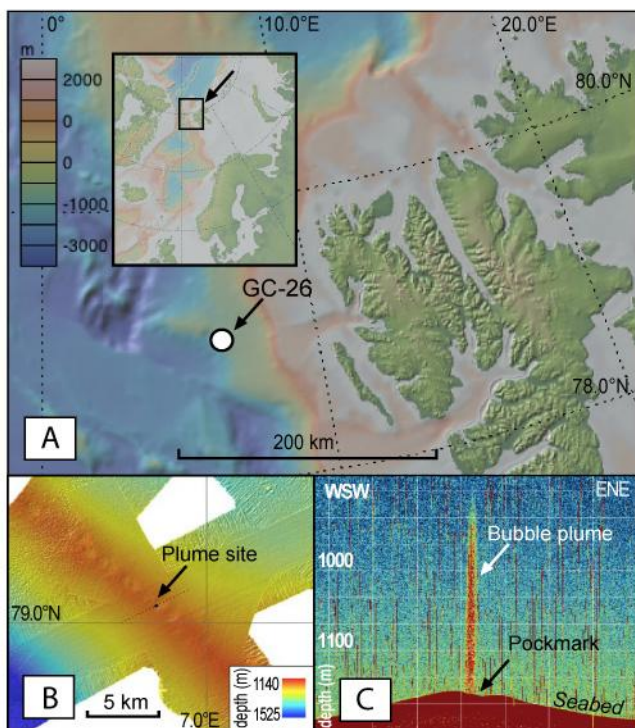 0°
10.0°E
20.0°E
m
2000
0
0
-1000
-3000
80.0°N
GC-26
78.0°N
A
200 km
Plume site
79.0°N
5 km
7.0°E
B
depth (m)
1140
1525
WSW
ENE
1000
Bubble plume
1100
Pockmark
Seabed
depth (m)
C